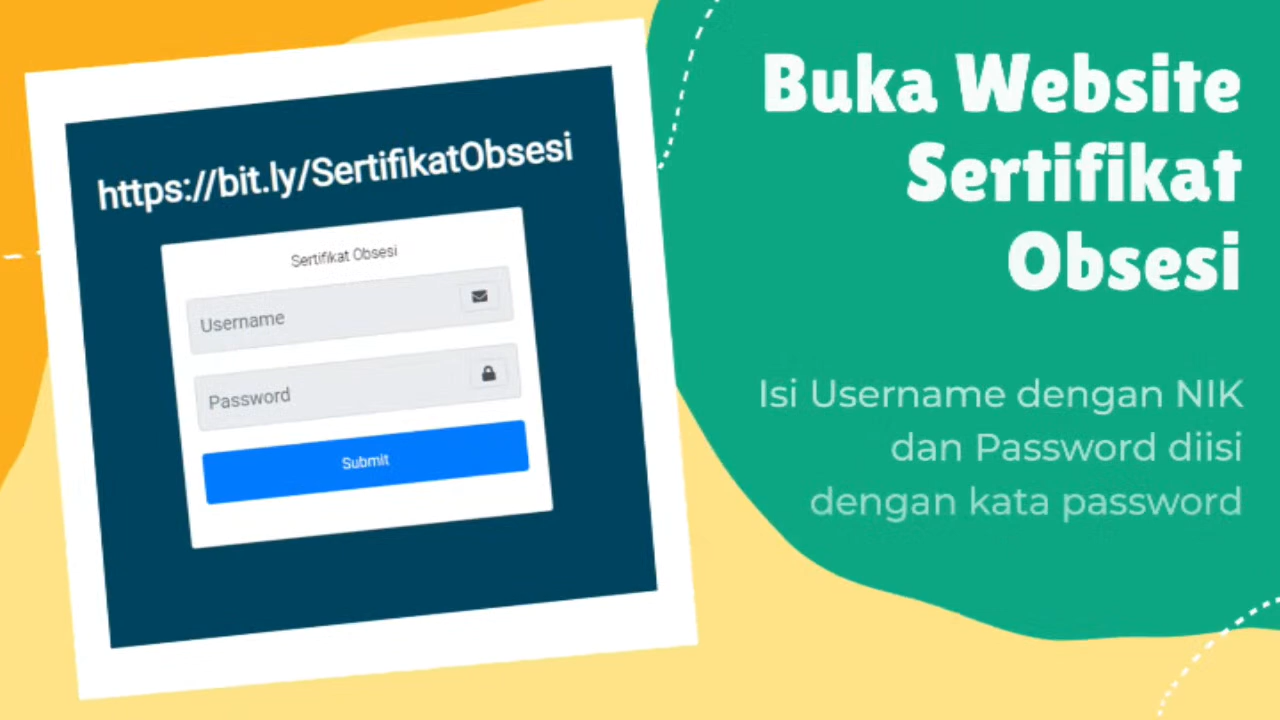 https://bit.ly/SertifikatObsesi
Sertifikat Obsesi
Username
Password
Submit
Buka Website
Sertifikat
Obsesi
Isi Username dengan NIK
dan Password diisi
dengan kata password